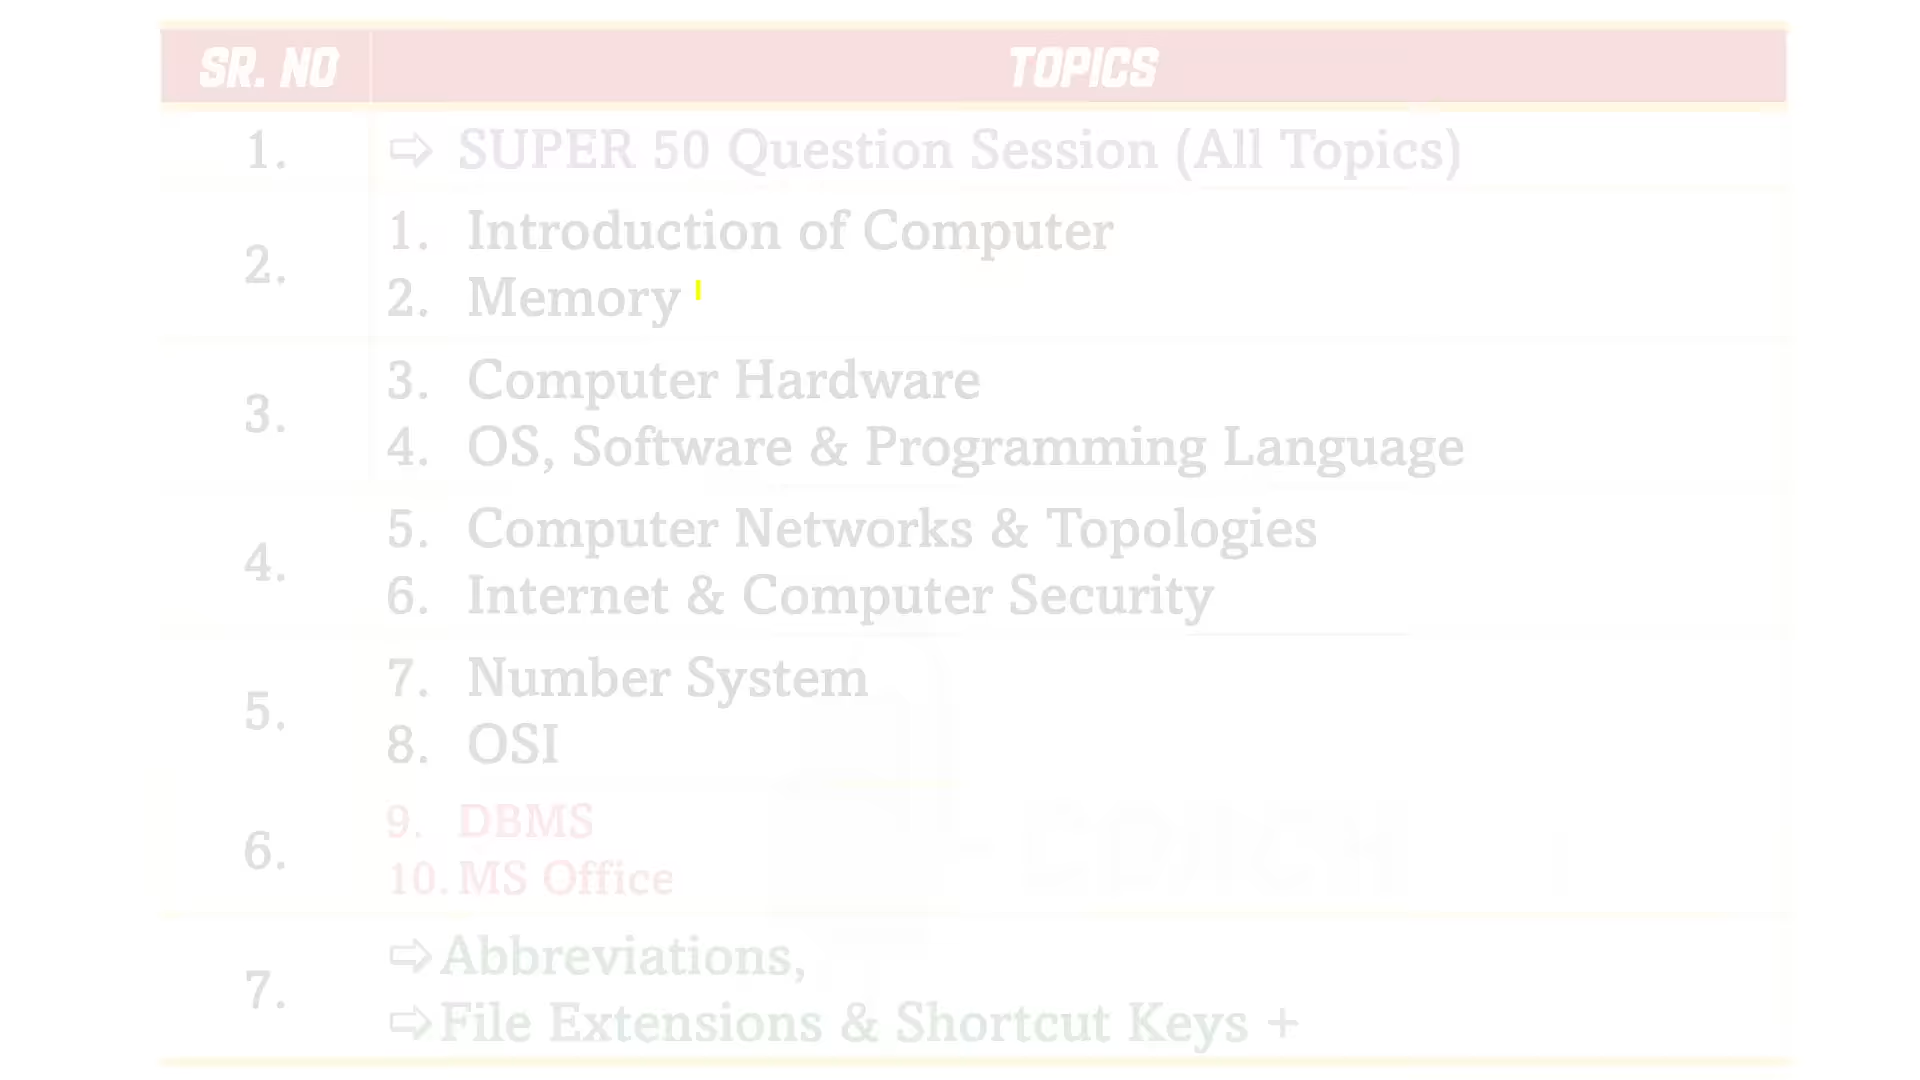 SR. NO TOPICS
1. ⇨ SUPER 50 Question Session (All Topics)
2.
1. Introduction of Computer
2. Memory
3.
3. Computer Hardware
4. OS, Software & Programming Language
4.
5. Computer Networks & Topologies
6. Internet & Computer Security
5.
7. Number System
8. OSI
6.
9. DBMS
10. MS Office
7.
⇨ Abbreviations,
⇨ File Extensions & Shortcut Keys +